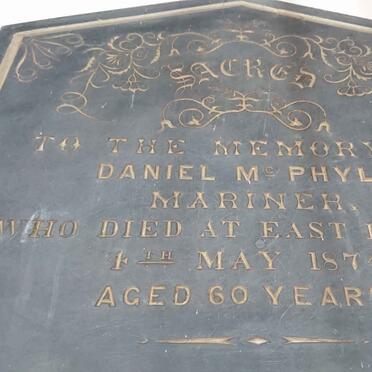 SACRED
TO THE MEMORY
DANIEL Mc PHYL
MARINER.
WHO DIED AT EAST
4TH MAY 187
AGED 60 YEARS